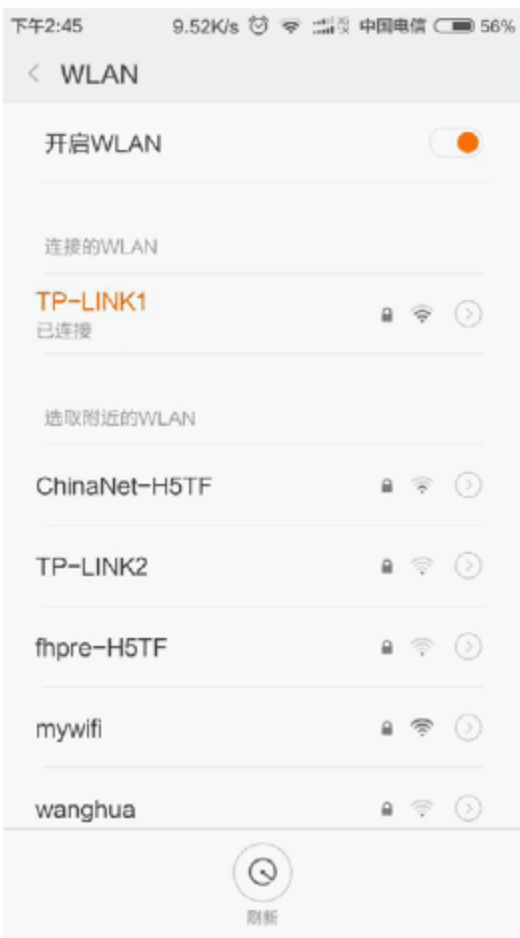 下午2:45 9.52K/s 中国电信 56%
WLAN
开启WLAN
连接的WLAN
TP-LINK1
已连接
选取附近的WLAN
ChinaNet-H5TF
TP-LINK2
fhpre-H5TF
mywifi
wanghua
刷新